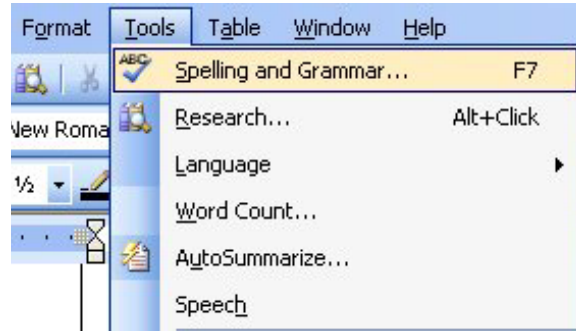 Format Tools Table Window Help
ABC Spelling and Grammar... F7
Research... Alt+Click
New Roma
Language
½
Word Count...
AutoSummarize...
Speech